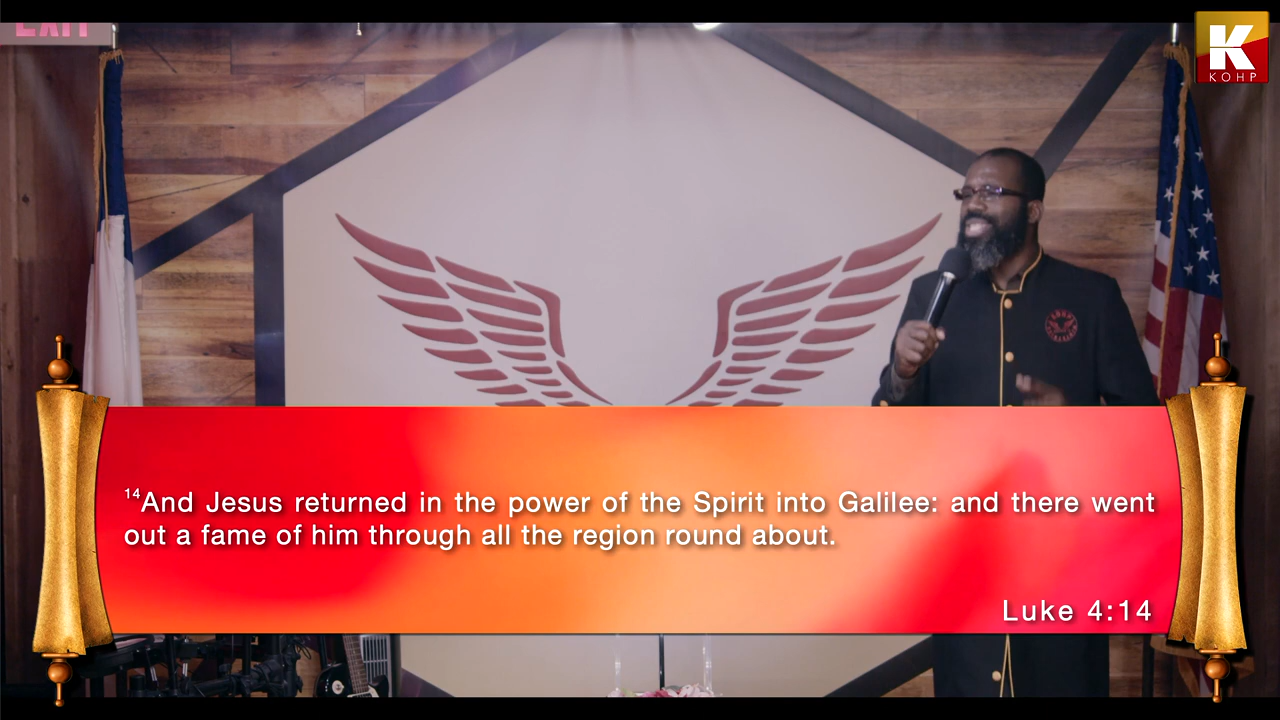 EXIT
K
KOHP
¹⁴And Jesus returned in the power of the Spirit into Galilee: and there went
out a fame of him through all the region round about.
Luke 4:14